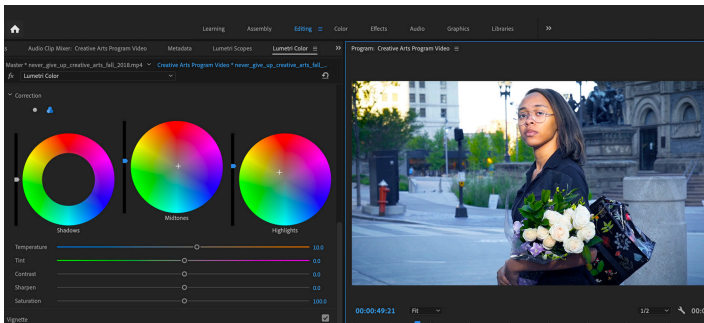 Learning Assembly Editing Color Effects Audio Graphics Libraries
s Audio Clip Mixer: Creative Arts Program Video Metadata Lumetri Scopes Lumetri Color Program: Creative Arts Program Video
Master * never_give_up_creative_arts_fall_2018.mp4 Creative Arts Program Video * never_give_up_creative_arts_fall_...
fx Lumetri Color
Correction
Shadows Midtones Highlights
Temperature 10.0
Tint 0.0
Contrast 0.0
Sharpen 0.0
Saturation 100.0
Vignette
00:00:49:21 Fit 1/2 00:0